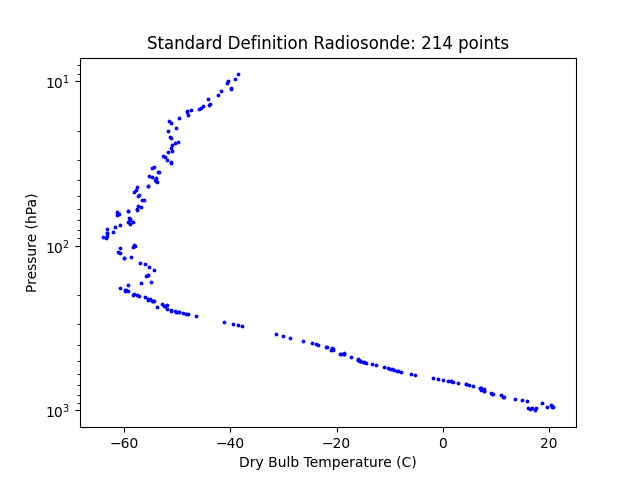 Standard Definition Radiosonde: 214 points
Pressure (hPa)
10¹
10²
10³
−60 −40 −20 0 20
Dry Bulb Temperature (C)